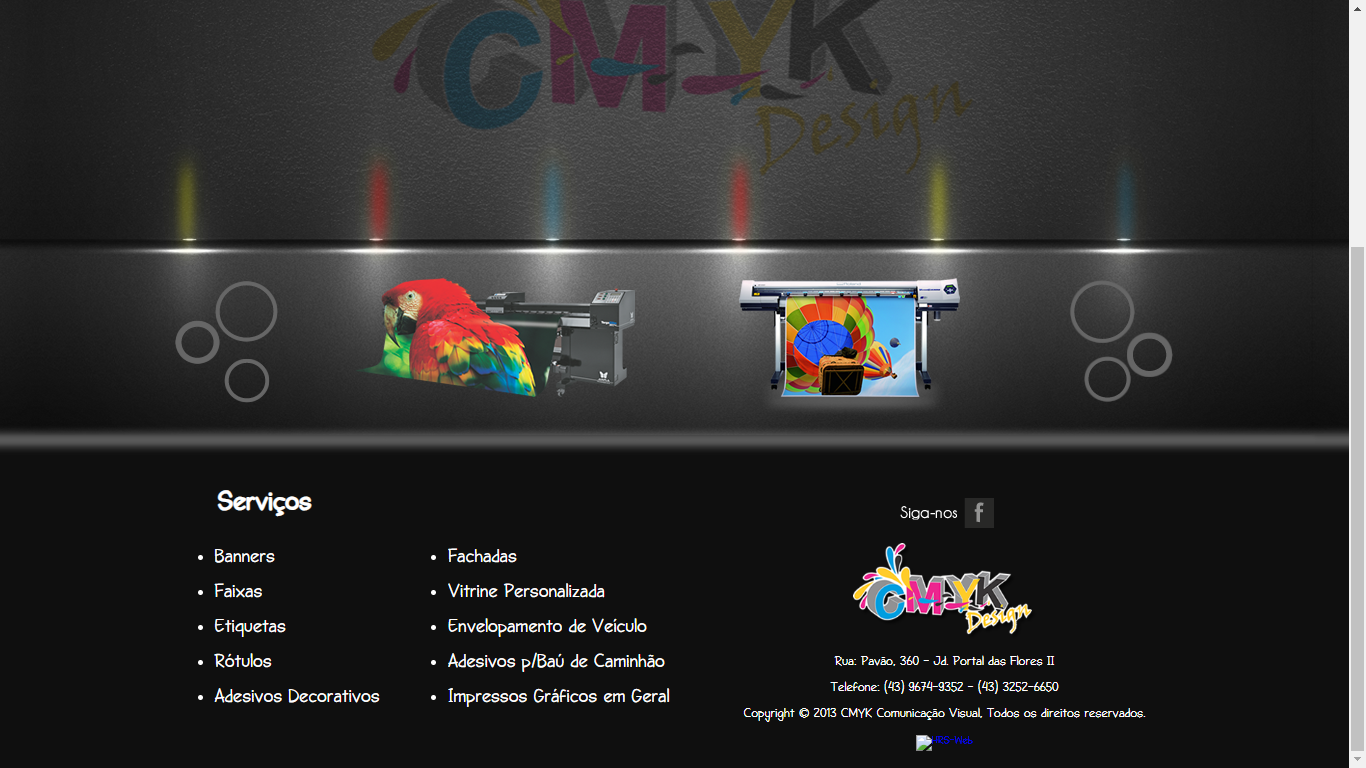 CMYK
Design
Serviços
Banners
Faixas
Etiquetas
Rótulos
Adesivos Decorativos
Fachadas
Vitrine Personalizada
Envelopamento de Veículo
Adesivos p/Baú de Caminhão
Impressos Gráficos em Geral
Siga-nos f
CMYK
Design
Rua: Pavão, 360 - Jd. Portal das Flores II
Telefone: (43) 9674-9352 - (43) 3252-6650
Copyright © 2013 CMYK Comunicação Visual, Todos os direitos reservados.